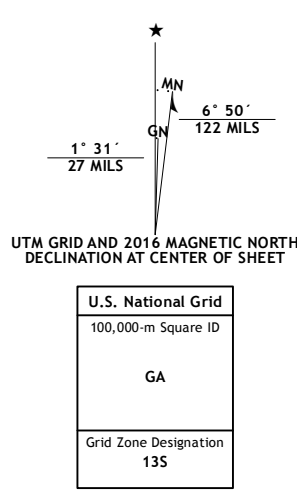 MN
GN
6° 50´
122 MILS
1° 31´
27 MILS
UTM GRID AND 2016 MAGNETIC NORTH
DECLINATION AT CENTER OF SHEET
U.S. National Grid
100,000-m Square ID
GA
Grid Zone Designation
13S